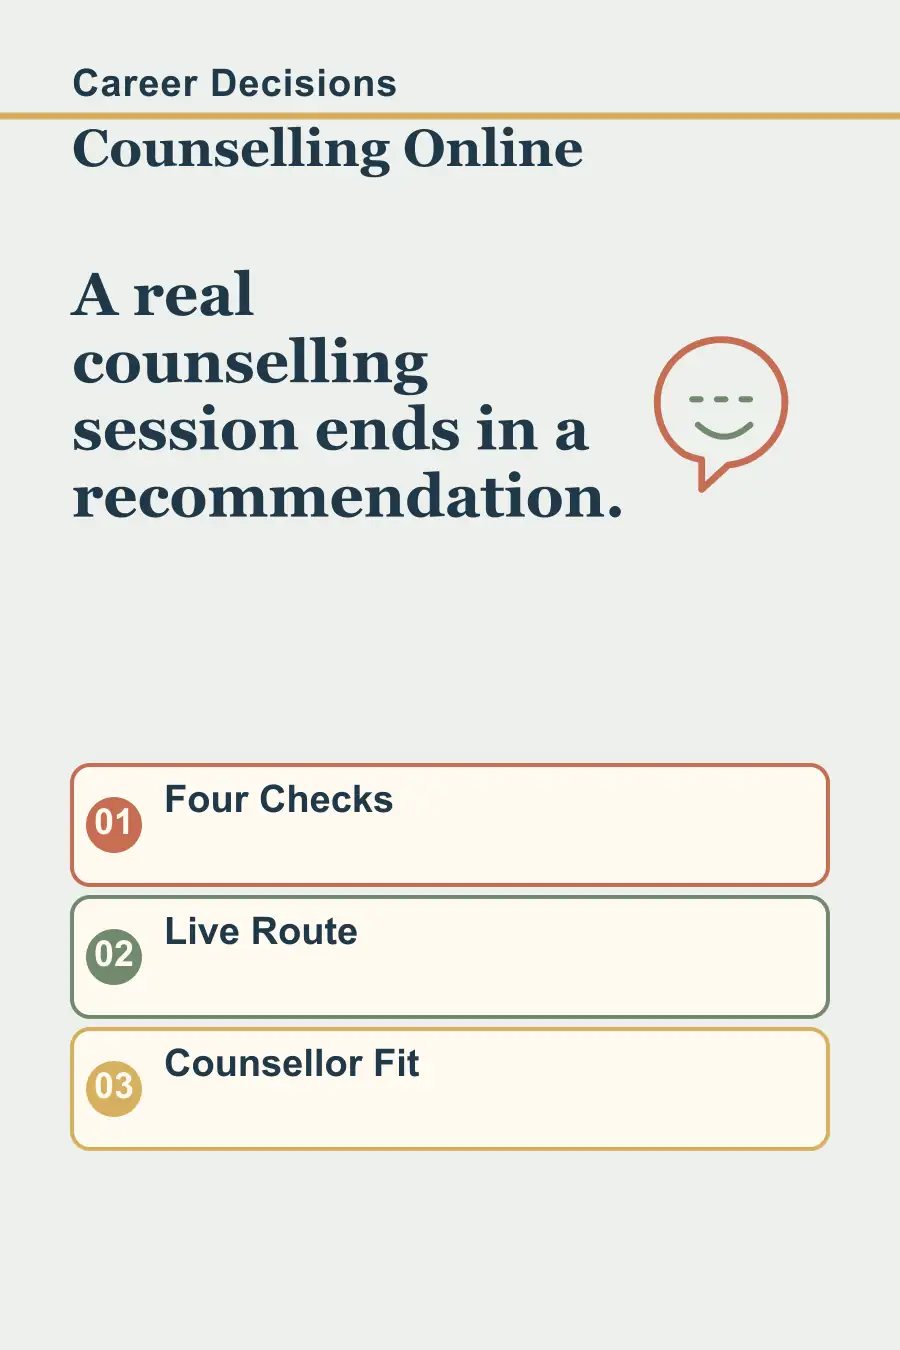 Career Decisions
Counselling Online
A real
counselling
session ends in a
recommendation.
01
Four Checks
02
Live Route
03
Counsellor Fit